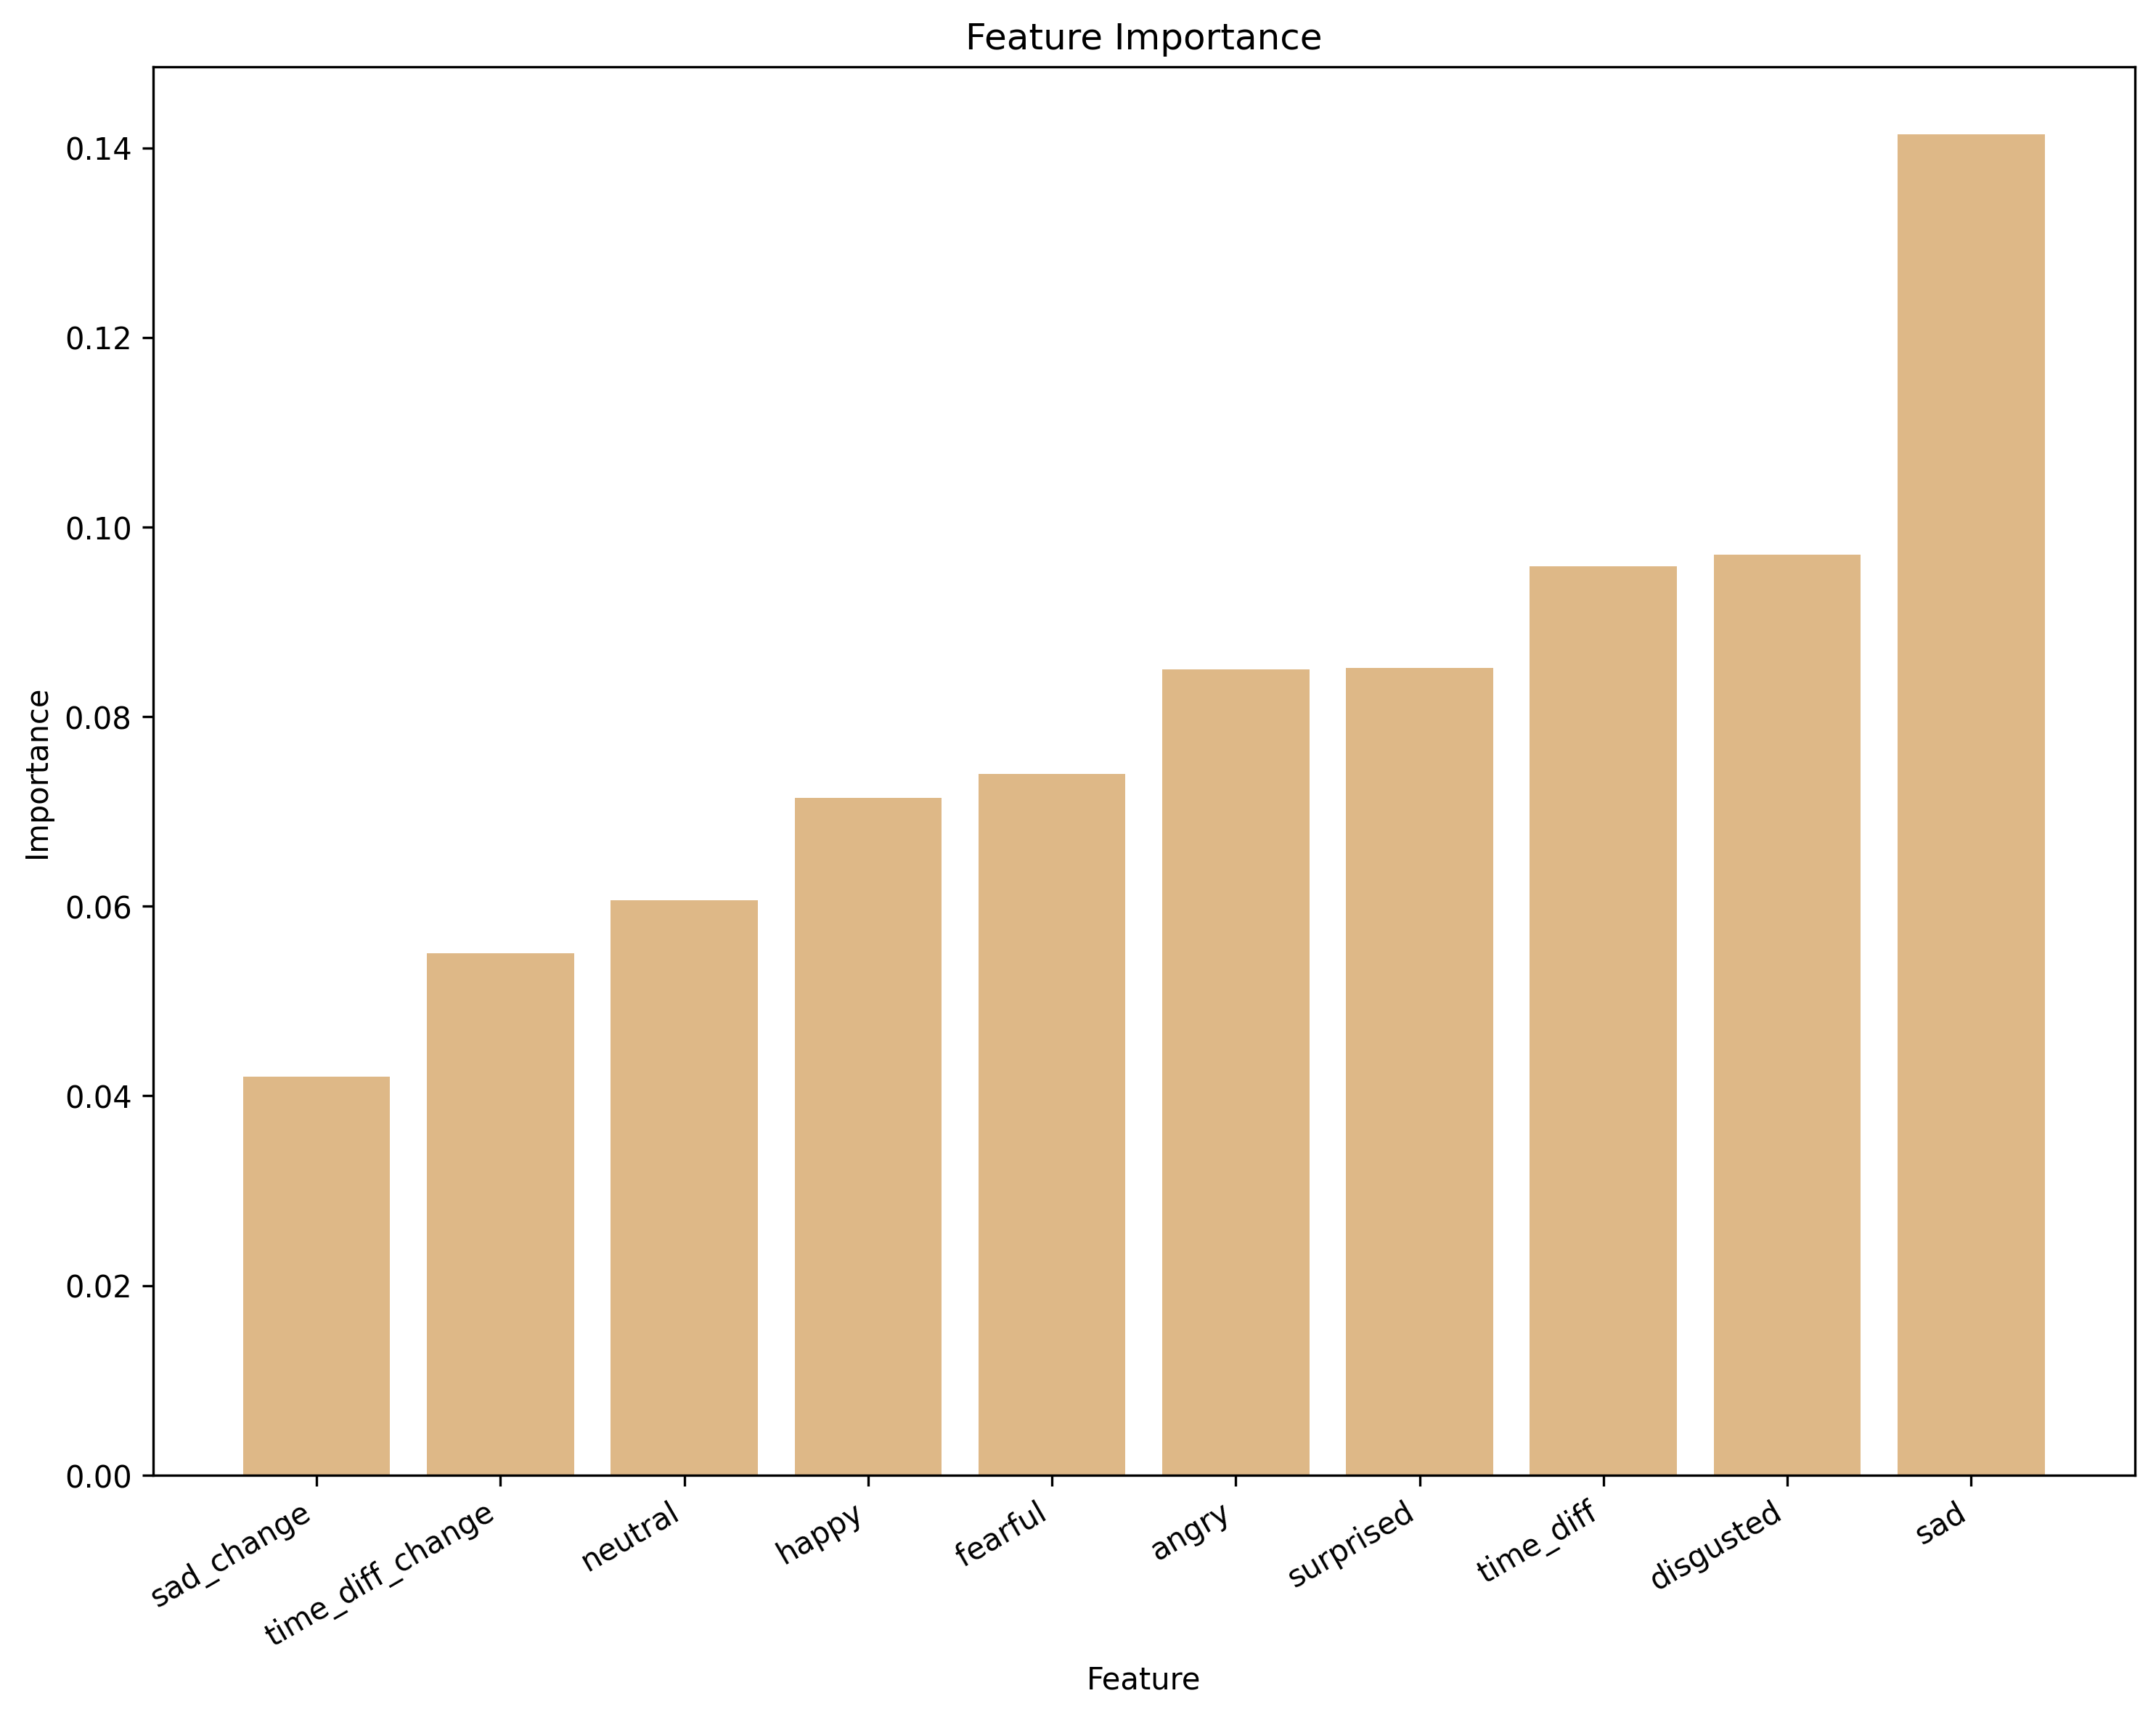 Feature Importance
Importance
0.14
0.12
0.10
0.08
0.06
0.04
0.02
0.00
sad_change
time_diff_change
neutral
happy
fearful
angry
surprised
time_diff
disgusted
sad
Feature